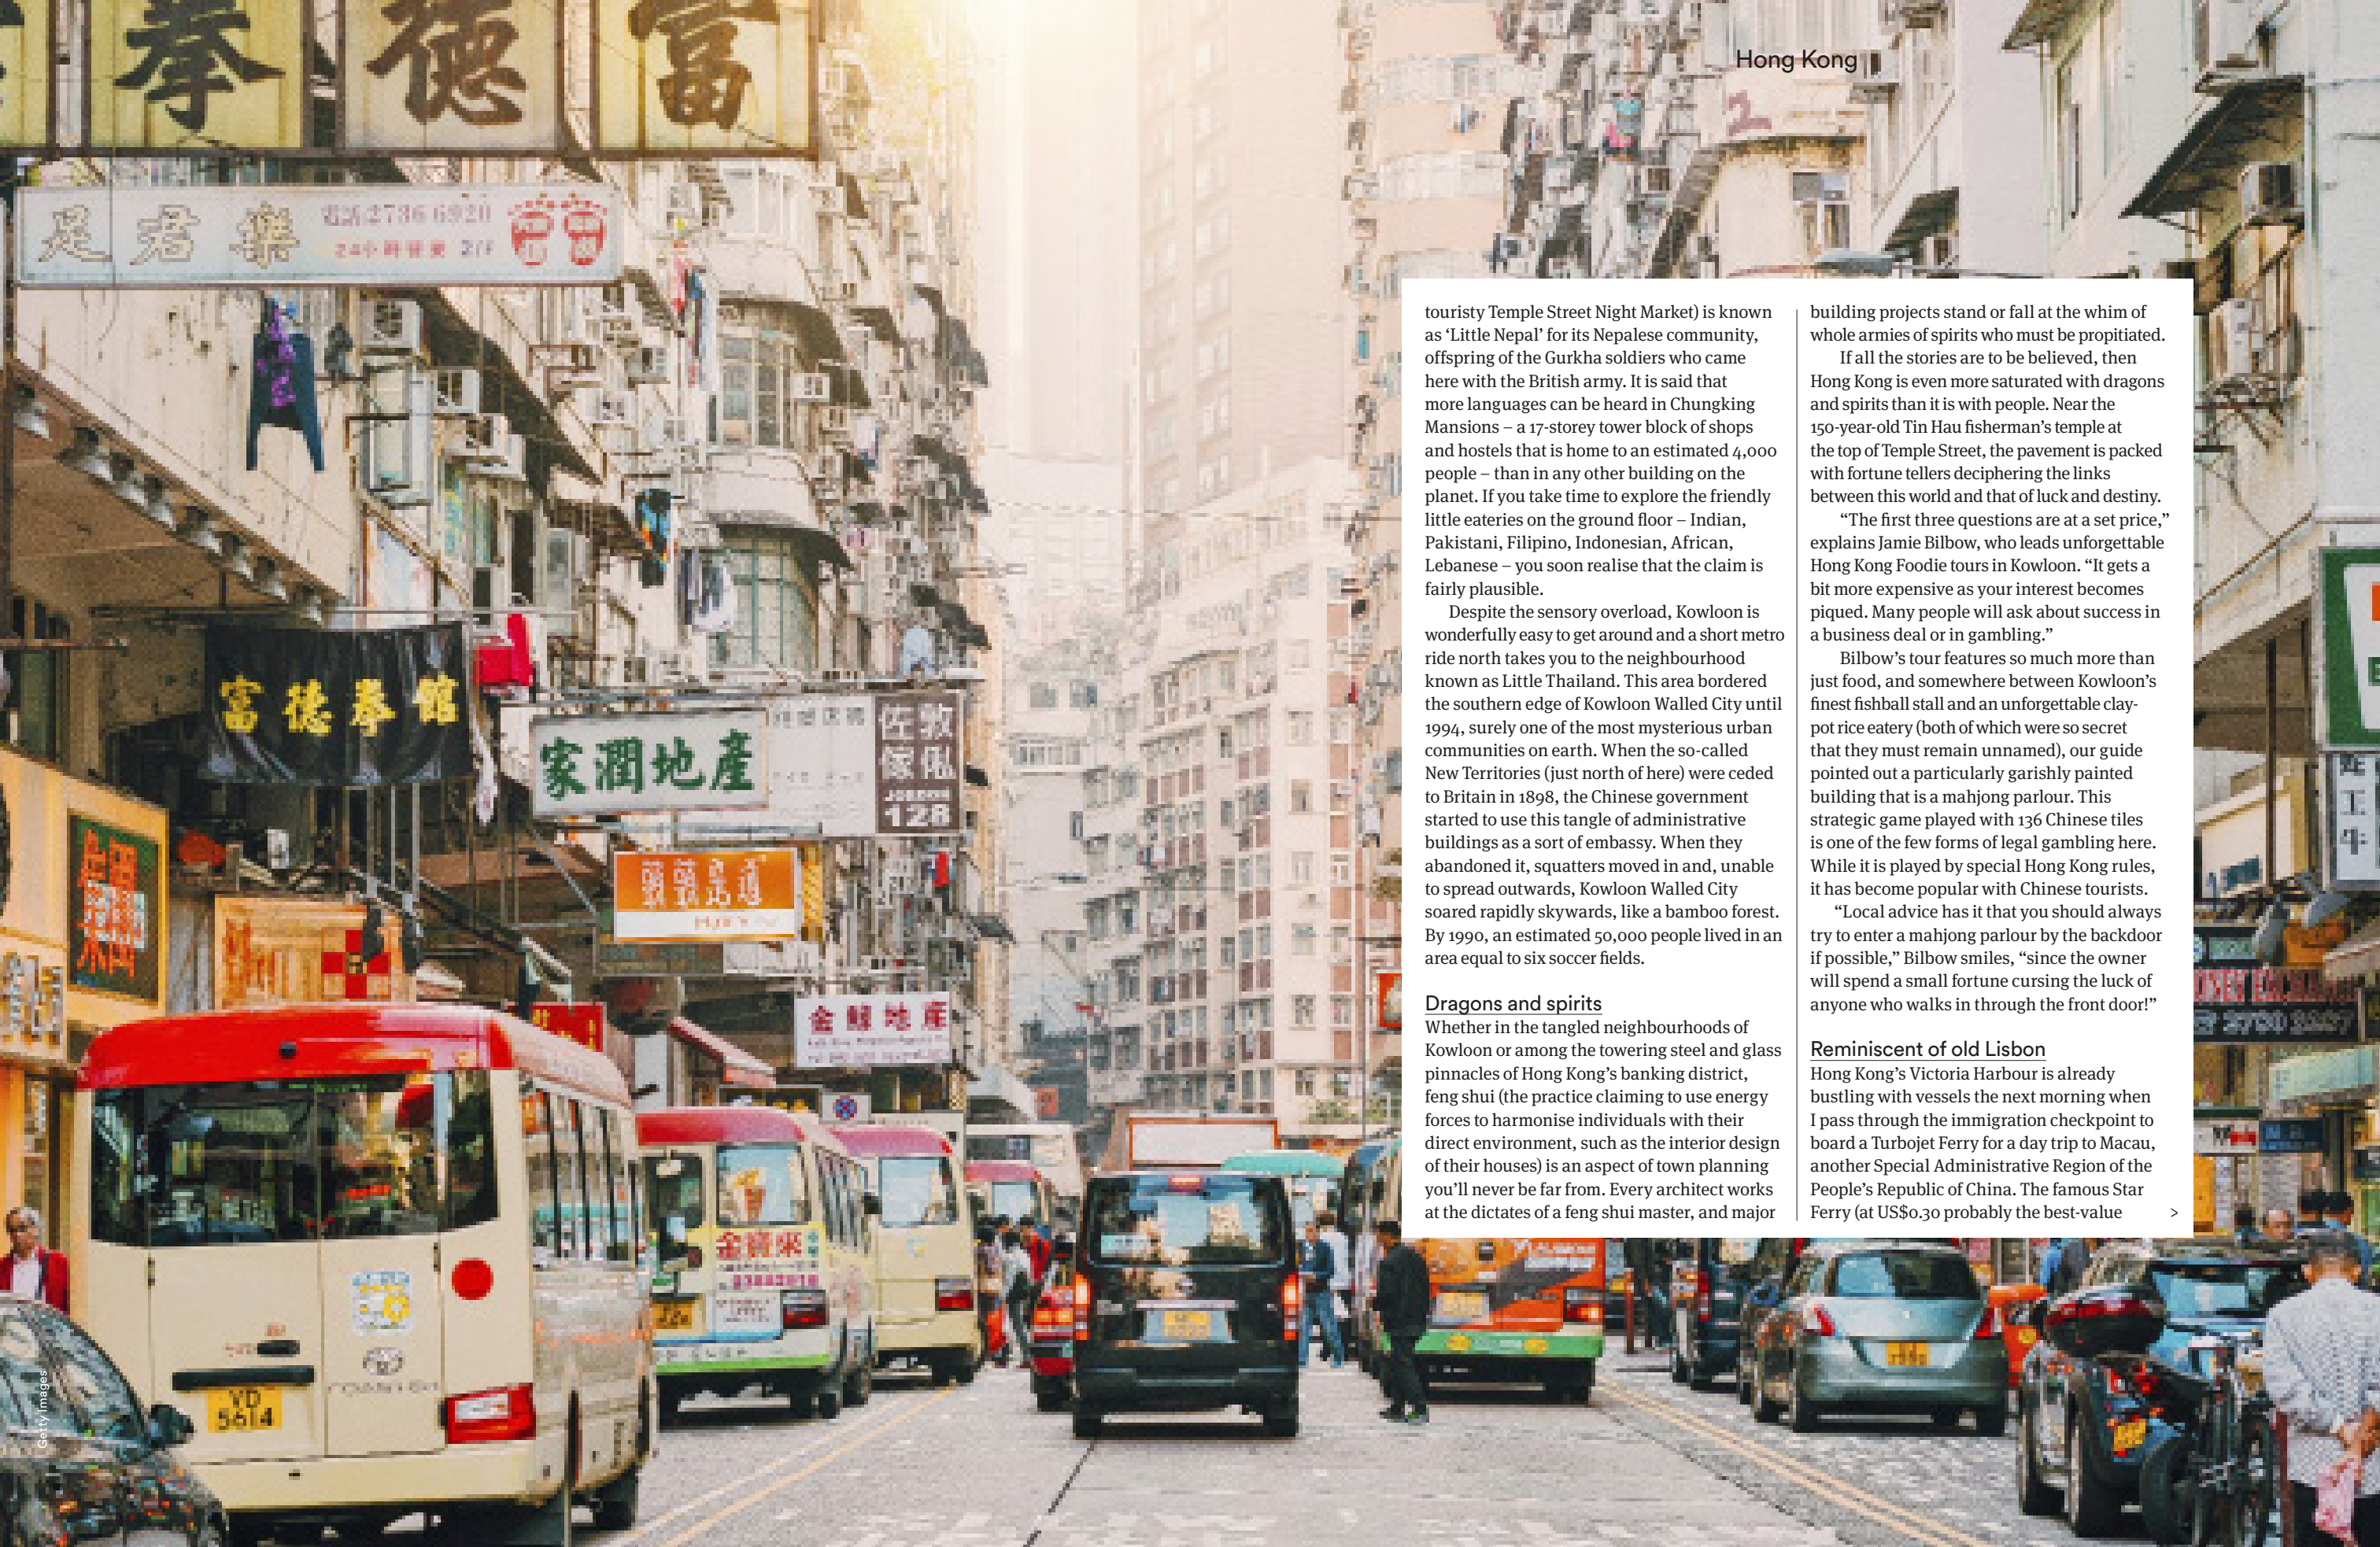 拳 德 富
足 君 樂
電話:2736 6920
24小時營業 2/F
富 德 拳 館
家潤地產
佐敦
128
金 地產
VD
5614
Getty Images
Hong Kong
touristy Temple Street Night Market) is known
as ‘Little Nepal’ for its Nepalese community,
offspring of the Gurkha soldiers who came
here with the British army. It is said that
more languages can be heard in Chungking
Mansions – a 17-storey tower block of shops
and hostels that is home to an estimated 4,000
people – than in any other building on the
planet. If you take time to explore the friendly
little eateries on the ground floor – Indian,
Pakistani, Filipino, Indonesian, African,
Lebanese – you soon realise that the claim is
fairly plausible.
Despite the sensory overload, Kowloon is
wonderfully easy to get around and a short metro
ride north takes you to the neighbourhood
known as Little Thailand. This area bordered
the southern edge of Kowloon Walled City until
1994, surely one of the most mysterious urban
communities on earth. When the so-called
New Territories (just north of here) were ceded
to Britain in 1898, the Chinese government
started to use this tangle of administrative
buildings as a sort of embassy. When they
abandoned it, squatters moved in and, unable
to spread outwards, Kowloon Walled City
soared rapidly skywards, like a bamboo forest.
By 1990, an estimated 50,000 people lived in an
area equal to six soccer fields.
Dragons and spirits
Whether in the tangled neighbourhoods of
Kowloon or among the towering steel and glass
pinnacles of Hong Kong’s banking district,
feng shui (the practice claiming to use energy
forces to harmonise individuals with their
direct environment, such as the interior design
of their houses) is an aspect of town planning
you’ll never be far from. Every architect works
at the dictates of a feng shui master, and major
building projects stand or fall at the whim of
whole armies of spirits who must be propitiated.
If all the stories are to be believed, then
Hong Kong is even more saturated with dragons
and spirits than it is with people. Near the
150-year-old Tin Hau fisherman’s temple at
the top of Temple Street, the pavement is packed
with fortune tellers deciphering the links
between this world and that of luck and destiny.
“The first three questions are at a set price,”
explains Jamie Bilbow, who leads unforgettable
Hong Kong Foodie tours in Kowloon. “It gets a
bit more expensive as your interest becomes
piqued. Many people will ask about success in
a business deal or in gambling.”
Bilbow’s tour features so much more than
just food, and somewhere between Kowloon’s
finest fishball stall and an unforgettable clay-
pot rice eatery (both of which were so secret
that they must remain unnamed), our guide
pointed out a particularly garishly painted
building that is a mahjong parlour. This
strategic game played with 136 Chinese tiles
is one of the few forms of legal gambling here.
While it is played by special Hong Kong rules,
it has become popular with Chinese tourists.
“Local advice has it that you should always
try to enter a mahjong parlour by the backdoor
if possible,” Bilbow smiles, “since the owner
will spend a small fortune cursing the luck of
anyone who walks in through the front door!”
Reminiscent of old Lisbon
Hong Kong’s Victoria Harbour is already
bustling with vessels the next morning when
I pass through the immigration checkpoint to
board a Turbojet Ferry for a day trip to Macau,
another Special Administrative Region of the
People’s Republic of China. The famous Star
Ferry (at US$0.30 probably the best-value >